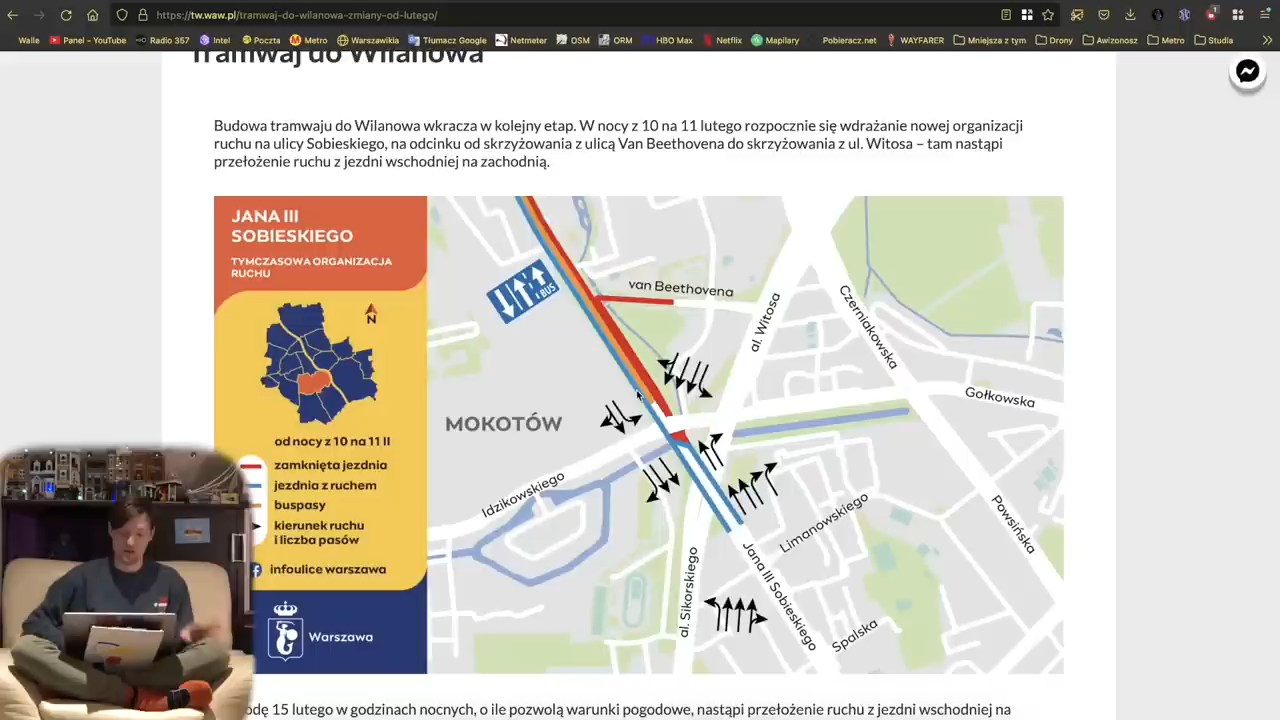 https://tw.waw.pl/tramwaj-do-wilanowa-zmiany-od-lutego/
Walle
Panel - YouTube
Radio 357
Intel
Poczta
Metro
Warszawikia
Tłumacz Google
Netmeter
OSM
ORM
HBO Max
Netflix
Mapilary
Pobieracz.net
WAYFARER
Mniejsza z tym
Drony
Awizonosz
Metro
Studia
Tramwaj do Wilanowa
Budowa tramwaju do Wilanowa wkracza w kolejny etap. W nocy z 10 na 11 lutego rozpocznie się wdrażanie nowej organizacji
ruchu na ulicy Sobieskiego, na odcinku od skrzyżowania z ulicą Van Beethovena do skrzyżowania z ul. Witosa – tam nastąpi
przełożenie ruchu z jezdni wschodniej na zachodnią.
JANA III
SOBIESKIEGO
TYMCZASOWA ORGANIZACJA
RUCHU
N
od nocy z 10 na 11 II
zamknięta jezdnia
jezdnia z ruchem
buspasy
kierunek ruchu
i liczba pasów
infoulice warszawa
Warszawa
BUS
van Beethovena
al. Witosa
Czerniakowska
Gołkowska
MOKOTÓW
Idzikowskiego
Limanowskiego
Powsińska
al. Sikorskiego
Jana III Sobieskiego
Spalska
15 lutego w godzinach nocnych, o ile pozwolą warunki pogodowe, nastąpi przełożenie ruchu z jezdni wschodniej na